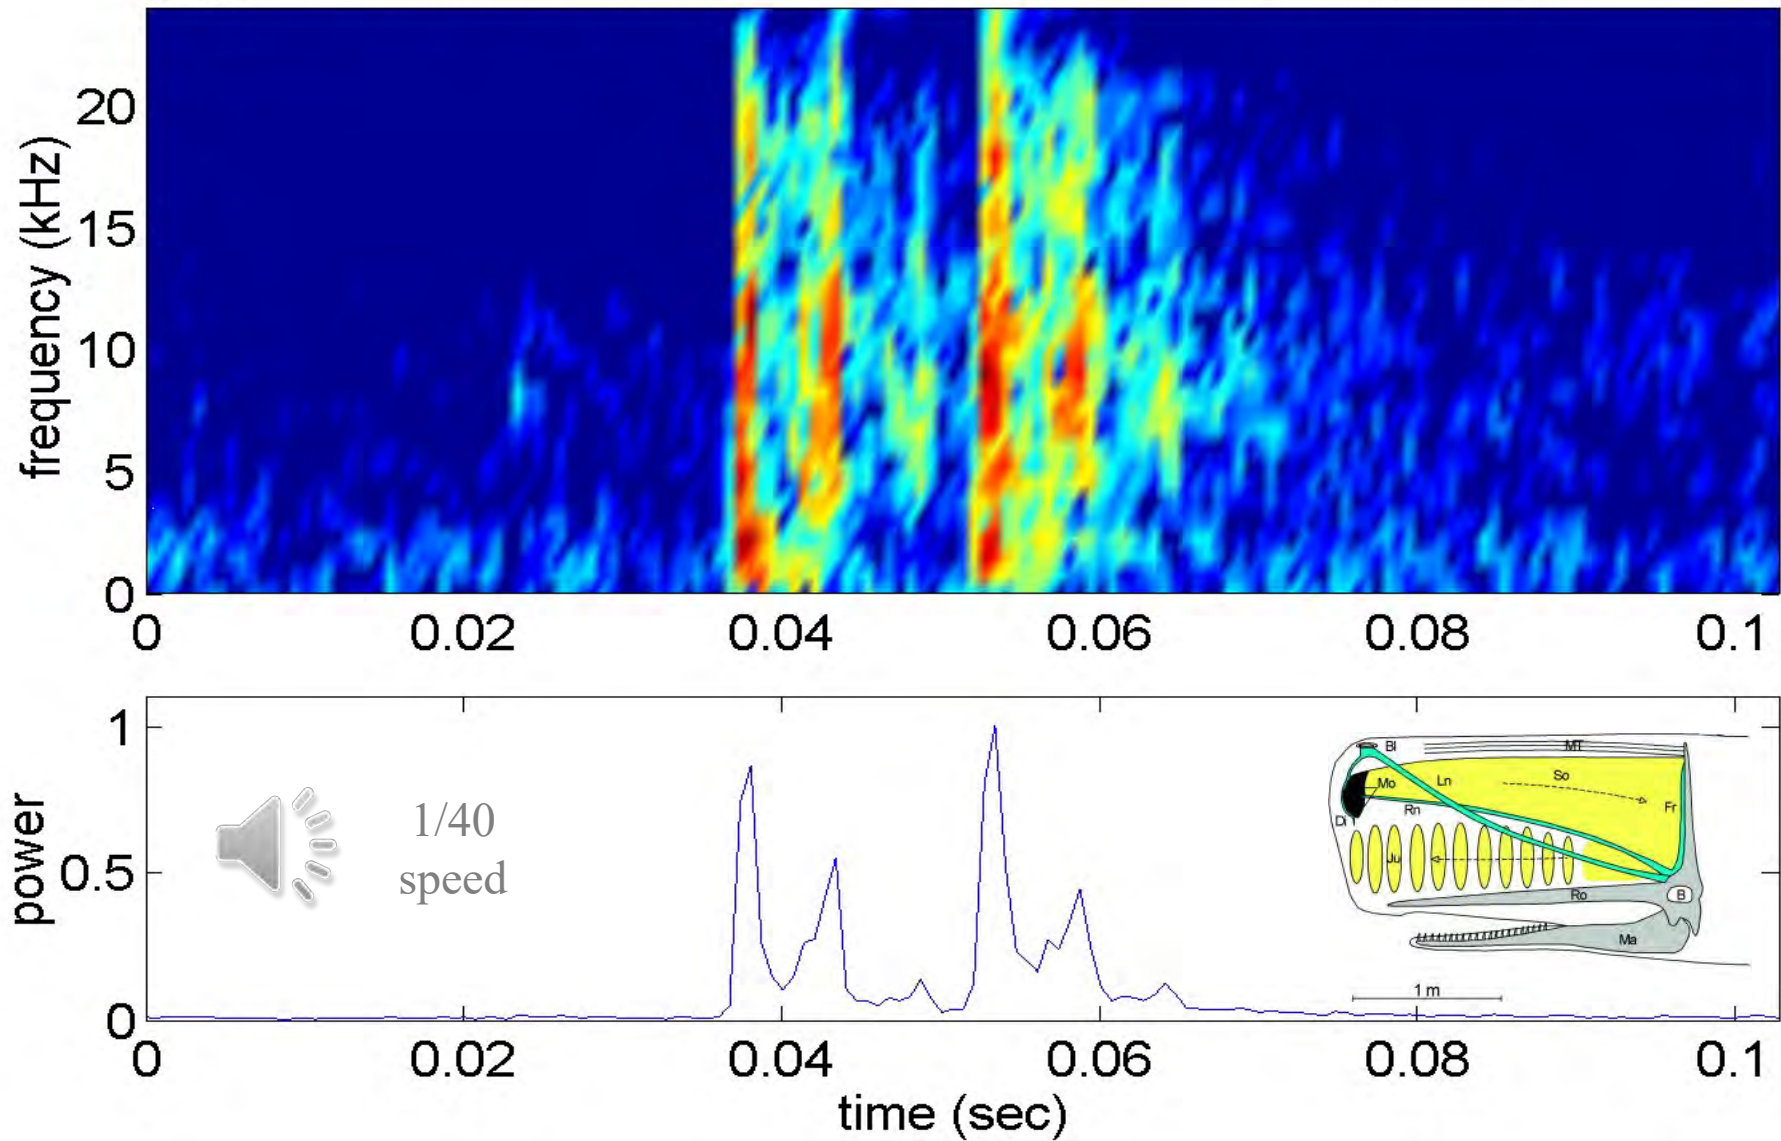 frequency (kHz)
20
15
10
5
0
0 0.02 0.04 0.06 0.08 0.1
power
1
0.5
0
1/40
speed
Bl MT
Mo Ln So
Di Rn Fr
Ju
Ro B
Ma
1 m
0 0.02 0.04 0.06 0.08 0.1
time (sec)